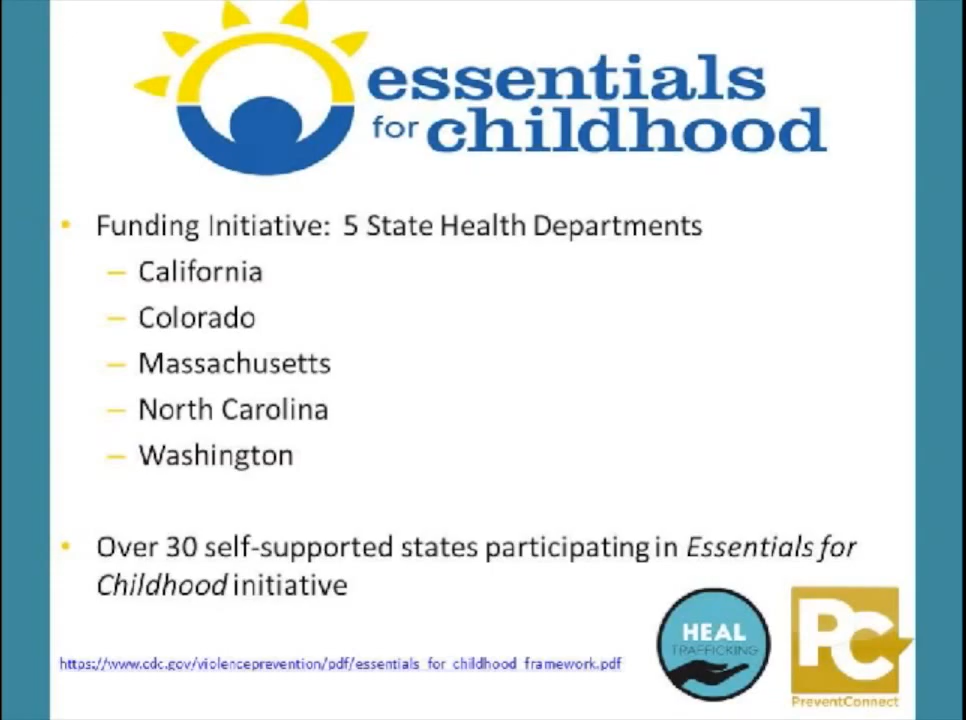 essentials
for childhood
• Funding Initiative: 5 State Health Departments
– California
– Colorado
– Massachusetts
– North Carolina
– Washington
• Over 30 self-supported states participating in Essentials for
Childhood initiative
https://www.cdc.gov/violenceprevention/pdf/essentials_for_childhood_framework.pdf
HEAL
TRAFFICKING
PC
PreventConnect